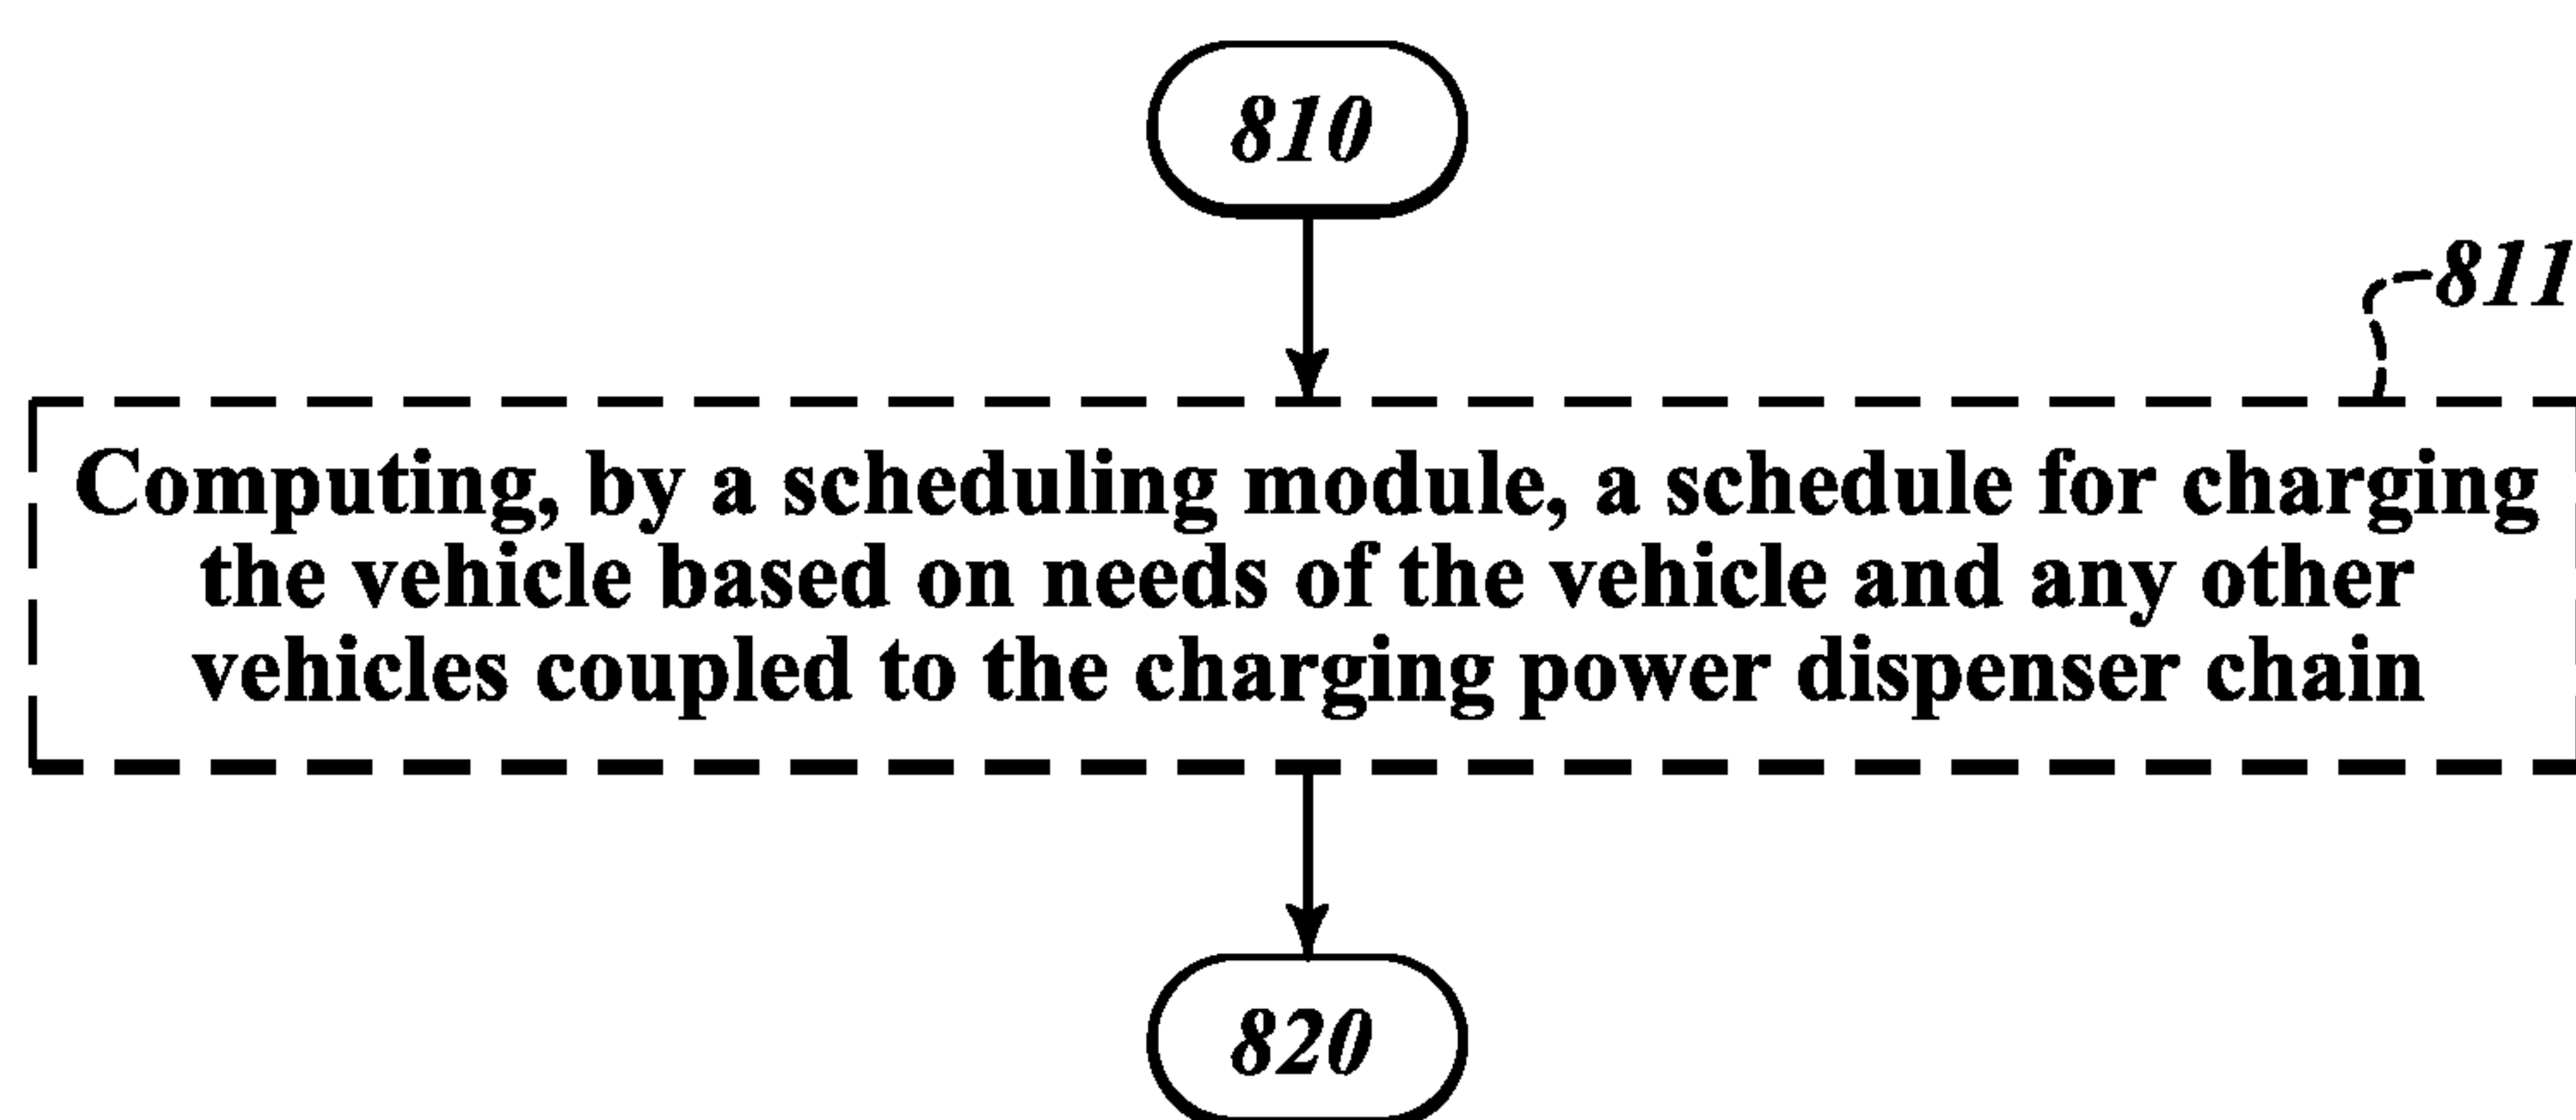 810
811
Computing, by a scheduling module, a schedule for charging
the vehicle based on needs of the vehicle and any other
vehicles coupled to the charging power dispenser chain
820